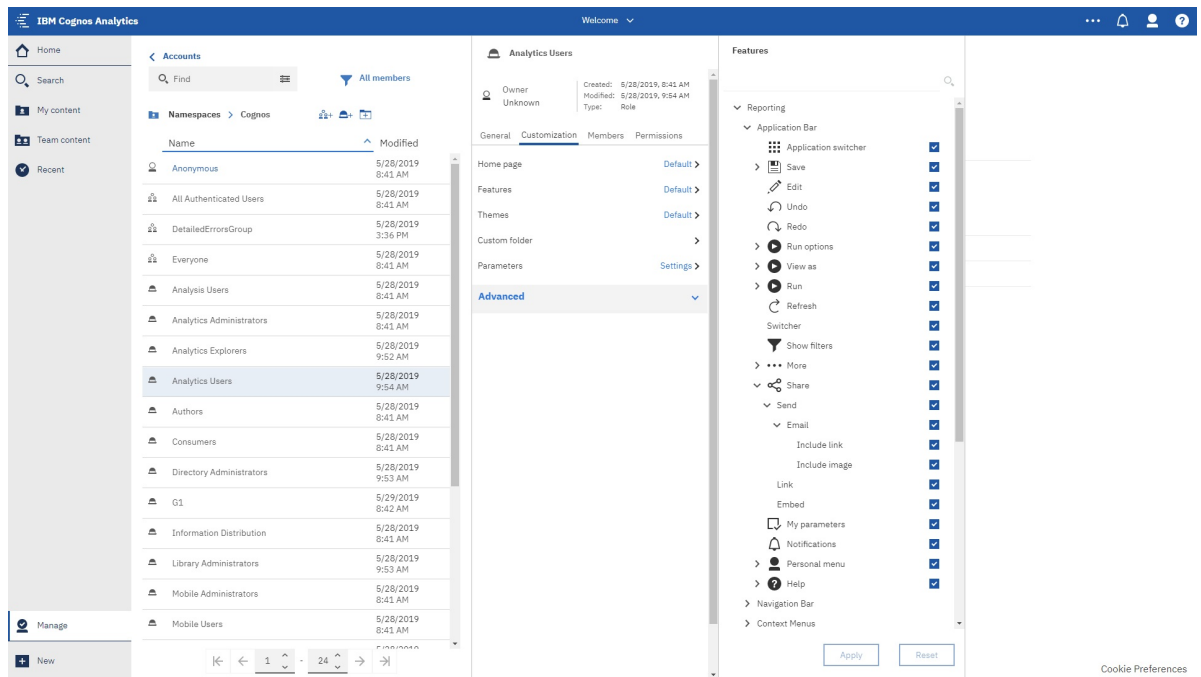 IBM Cognos Analytics
Welcome
Home
Search
My content
Team content
Recent
Manage
New
Accounts
Find
All members
Namespaces > Cognos
Name Modified
Anonymous 5/28/2019 8:41 AM
All Authenticated Users 5/28/2019 8:41 AM
DetailedErrorsGroup 5/28/2019 3:36 PM
Everyone 5/28/2019 8:41 AM
Analysis Users 5/28/2019 8:41 AM
Analytics Administrators 5/28/2019 8:41 AM
Analytics Explorers 5/28/2019 9:52 AM
Analytics Users 5/28/2019 9:54 AM
Authors 5/28/2019 8:41 AM
Consumers 5/28/2019 8:41 AM
Directory Administrators 5/28/2019 9:53 AM
G1 5/29/2019 8:42 AM
Information Distribution 5/28/2019 8:41 AM
Library Administrators 5/28/2019 9:53 AM
Mobile Administrators 5/28/2019 8:41 AM
Mobile Users 5/28/2019 8:41 AM
1 - 24
Analytics Users
Owner
Unknown
Created: 5/28/2019, 8:41 AM
Modified: 5/28/2019, 9:54 AM
Type: Role
General Customization Members Permissions
Home page Default
Features Default
Themes Default
Custom folder
Parameters Settings
Advanced
Features
Reporting
Application Bar
Application switcher
Save
Edit
Undo
Redo
Run options
View as
Run
Refresh
Switcher
Show filters
More
Share
Send
Email
Include link
Include image
Link
Embed
My parameters
Notifications
Personal menu
Help
Navigation Bar
Context Menus
Apply Reset
Cookie Preferences